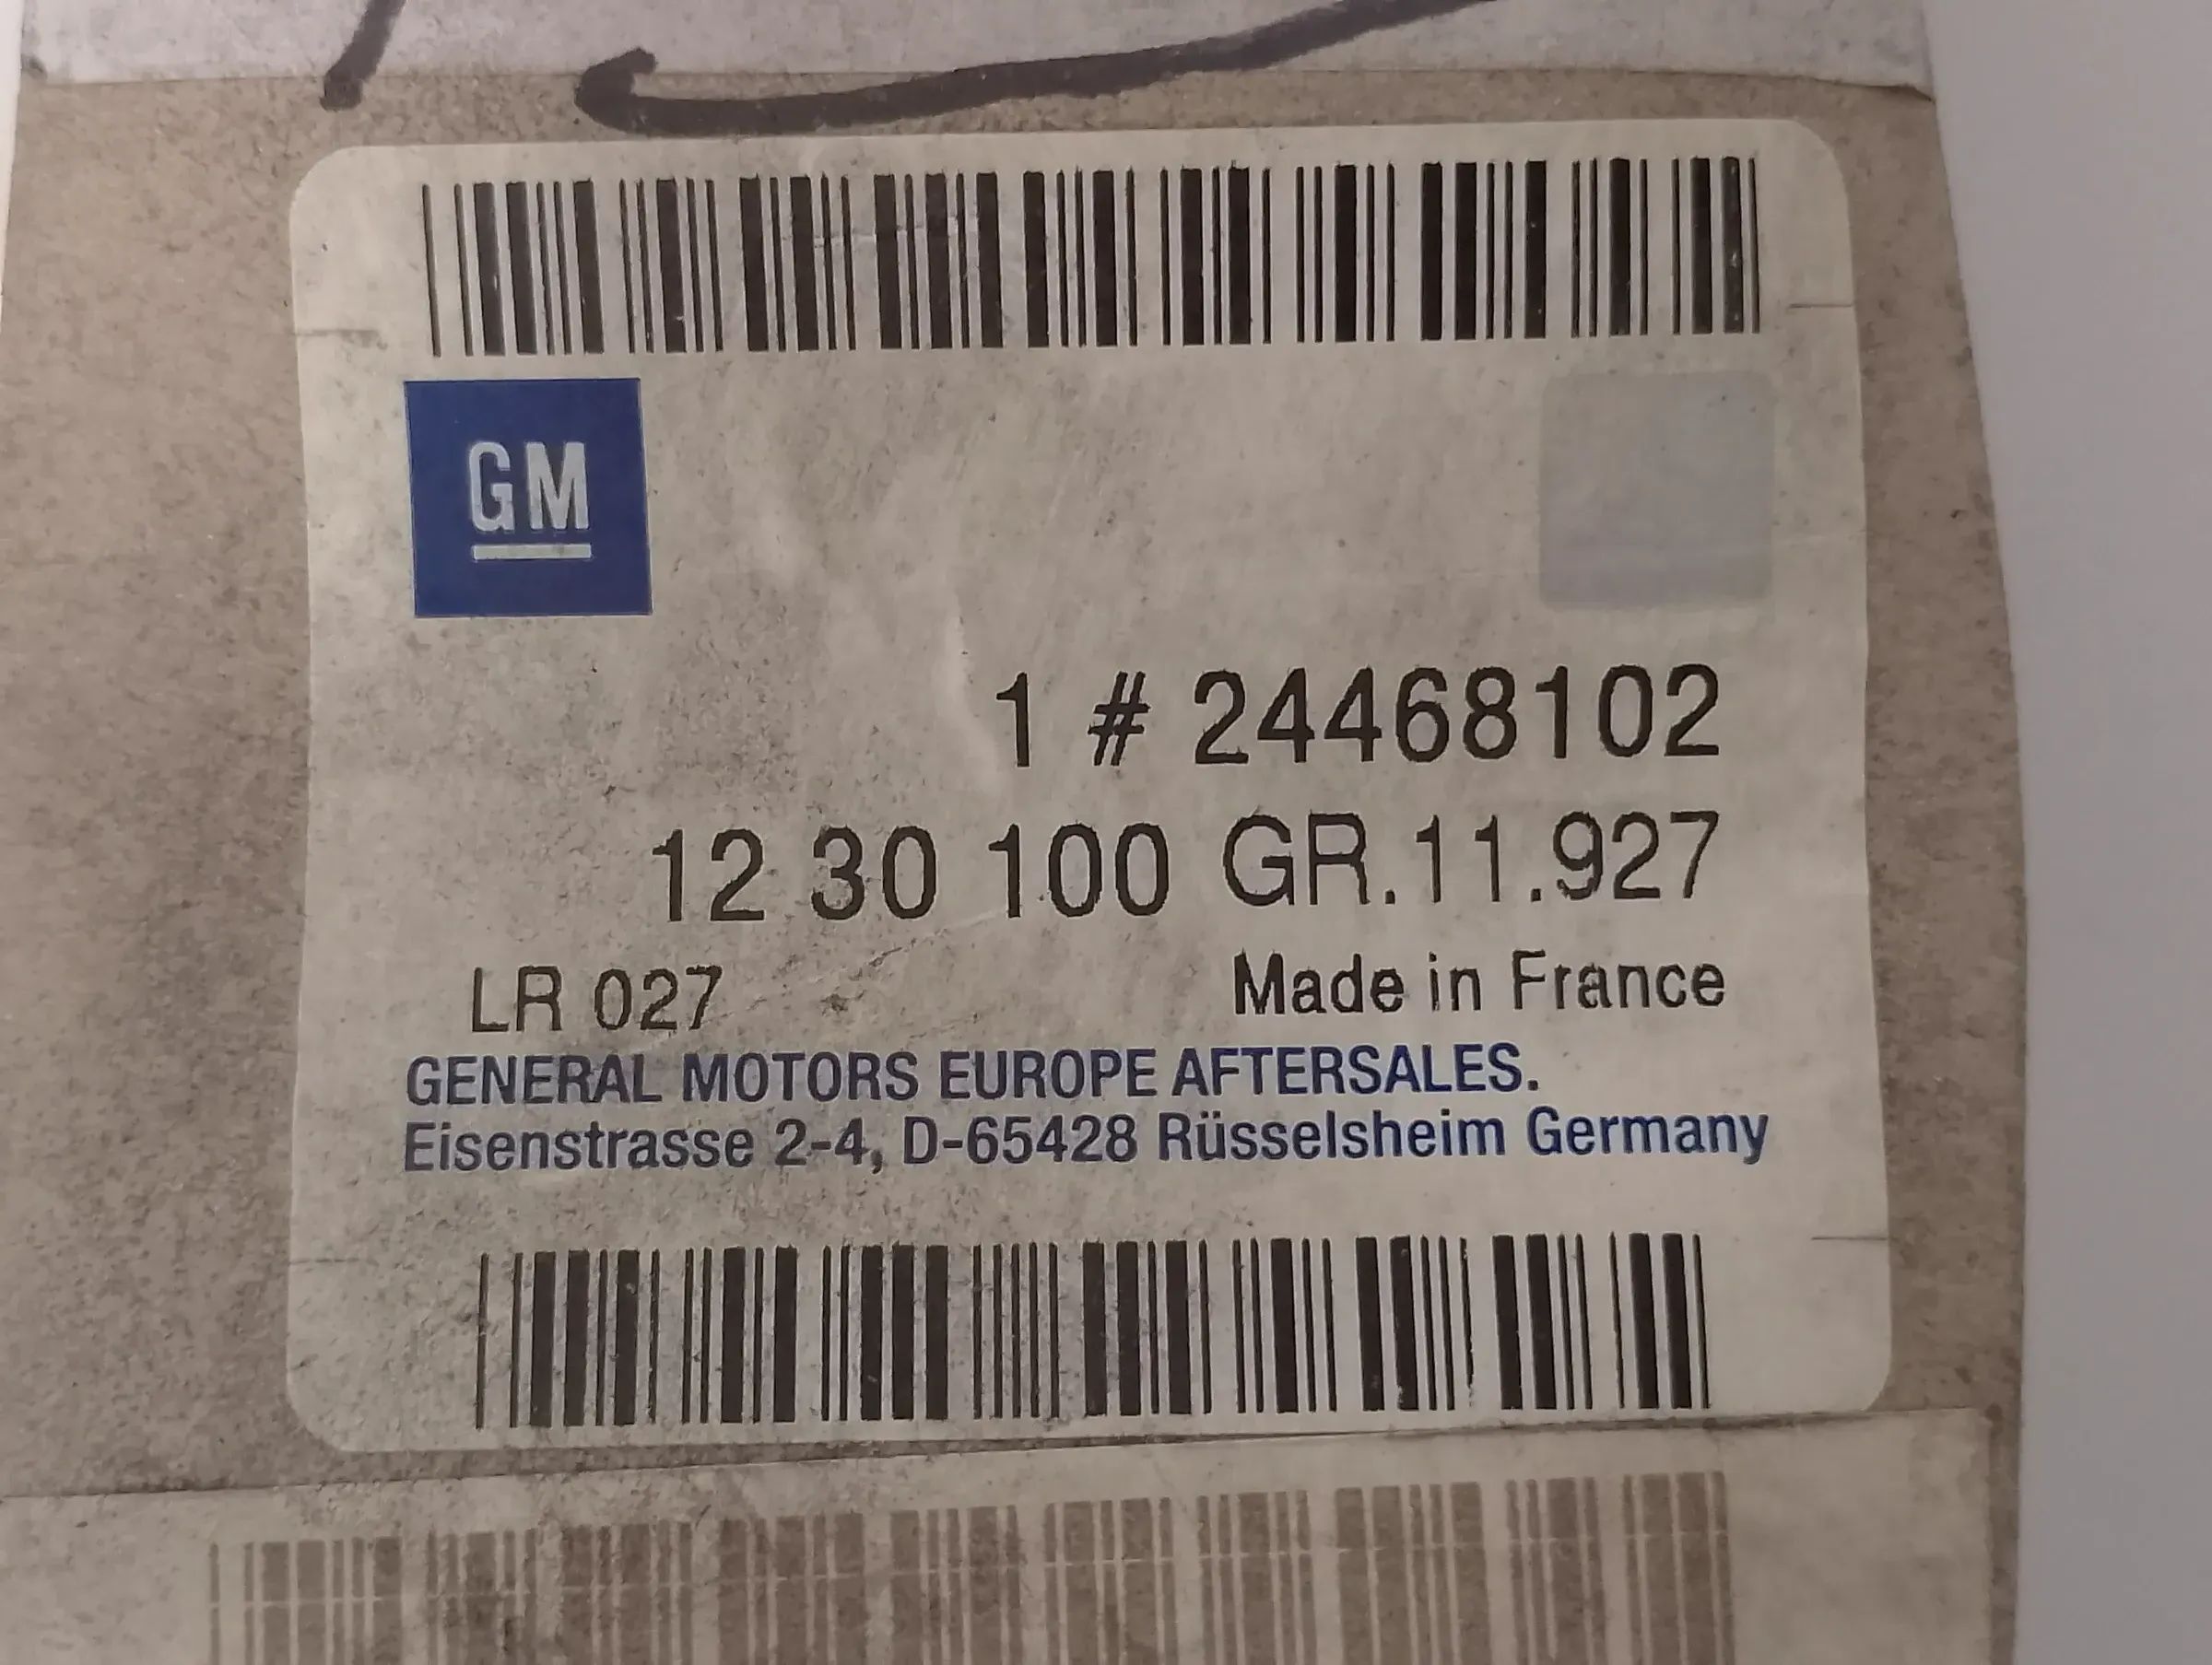 GM
1 # 24468102
12 30 100 GR.11.927
LR 027 Made in France
GENERAL MOTORS EUROPE AFTERSALES.
Eisenstrasse 2-4, D-65428 Rüsselsheim Germany